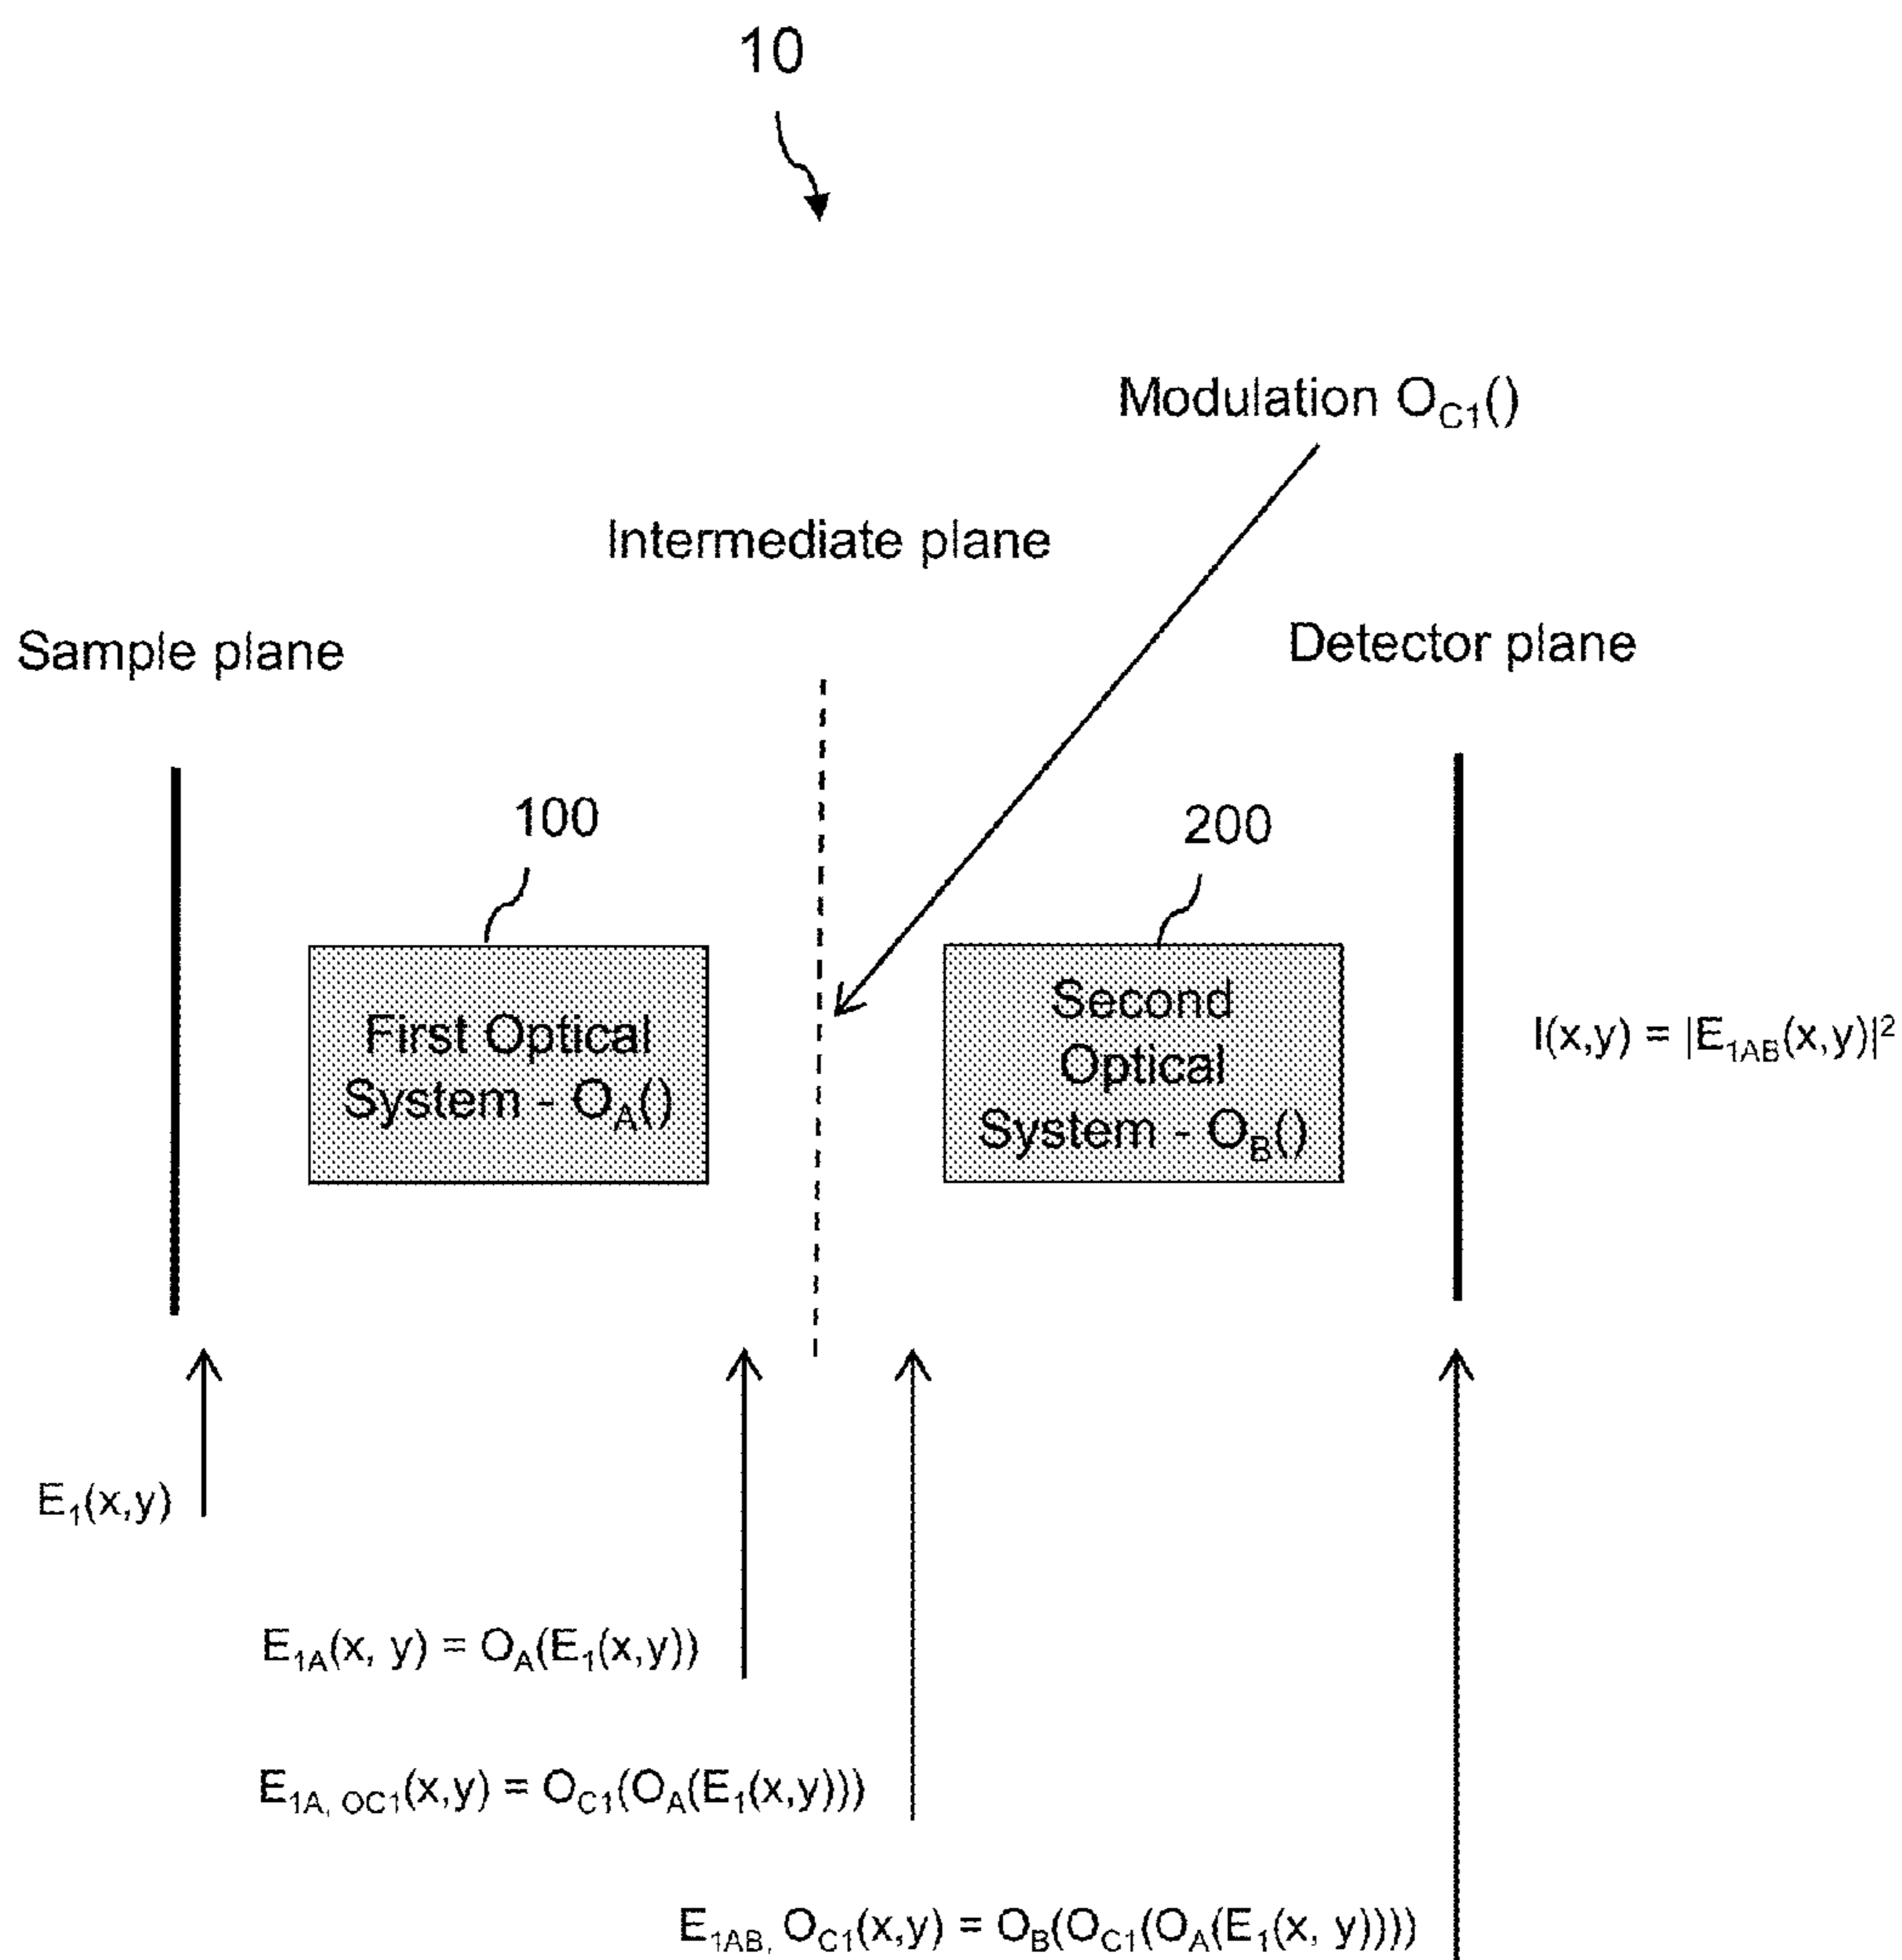 10
Modulation O_C1()
Intermediate plane
Sample plane
Detector plane
100
200
First Optical
System - O_A()
Second
Optical
System - O_B()
I(x,y) = |E_1AB(x,y)|²
E_1(x,y)
E_1A(x, y) = O_A(E_1(x,y))
E_1A, OC1(x,y) = O_C1(O_A(E_1(x,y)))
E_1AB, O_C1(x,y) = O_B(O_C1(O_A(E_1(x, y))))